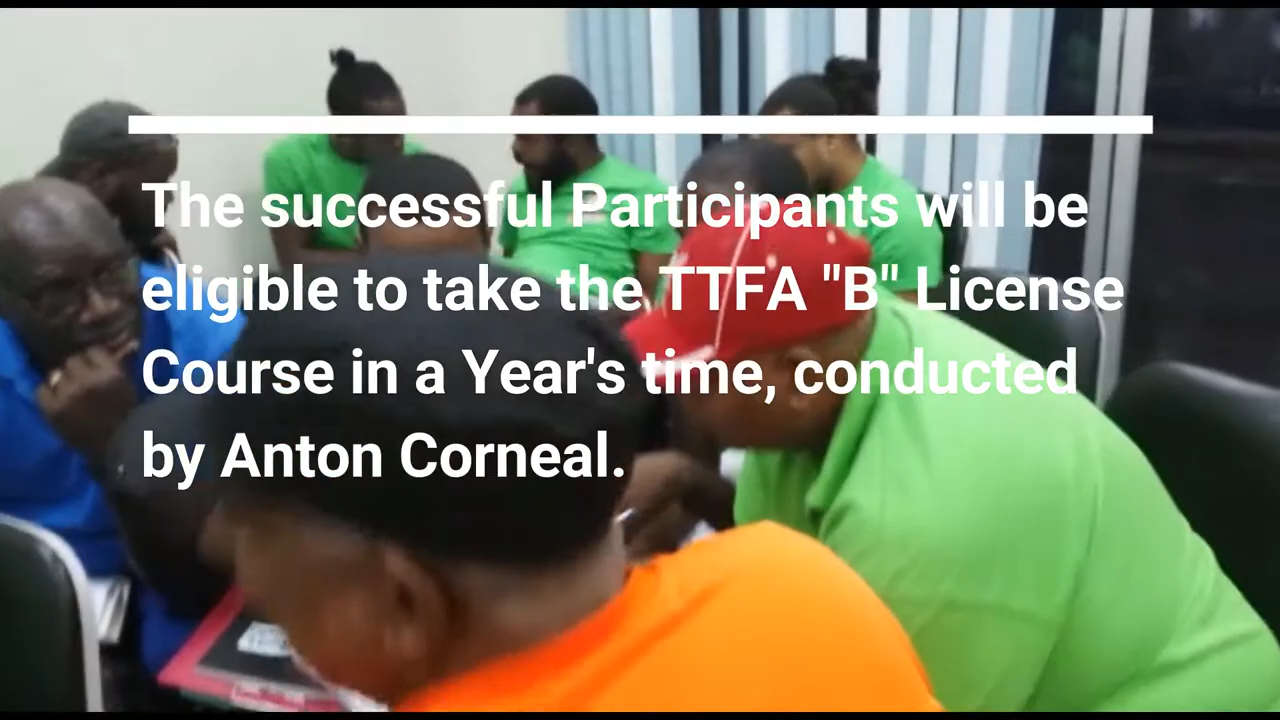 The successful Participants will be
eligible to take the TTFA "B" License
Course in a Year's time, conducted
by Anton Corneal.